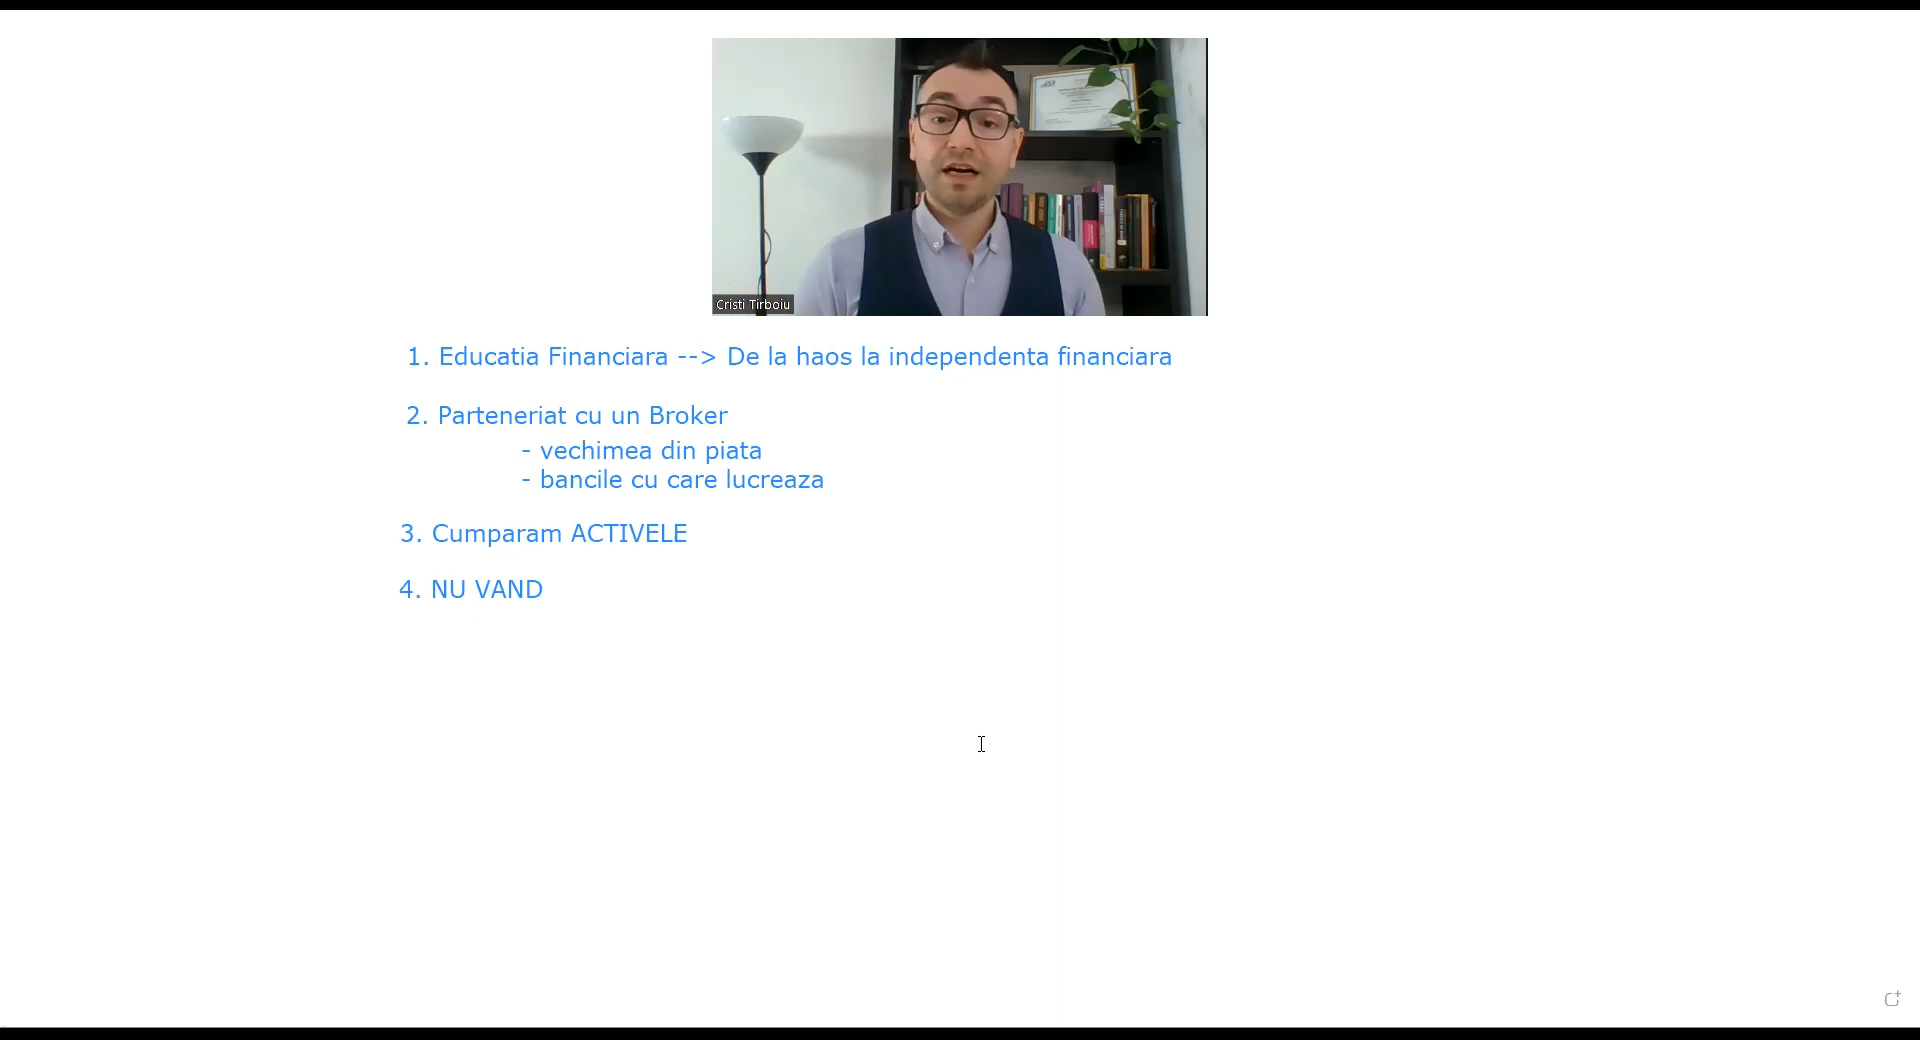 ASF
Cristi Tirboiu
1. Educatia Financiara --> De la haos la independenta financiara
2. Parteneriat cu un Broker
- vechimea din piata
- bancile cu care lucreaza
3. Cumparam ACTIVELE
4. NU VAND